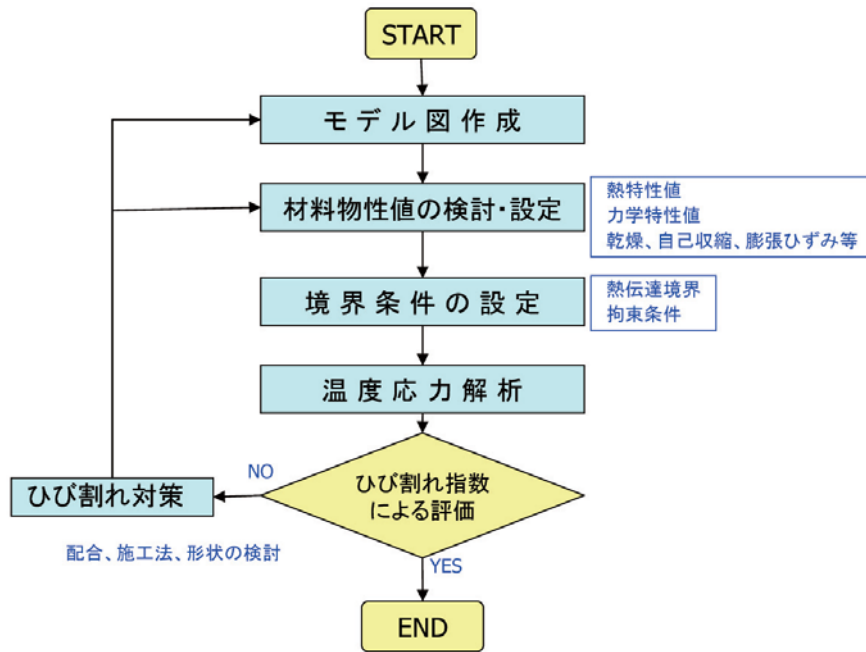 START
モデル図作成
材料物性値の検討・設定
熱特性値
力学特性値
乾燥、自己収縮、膨張ひずみ等
境界条件の設定
熱伝達境界
拘束条件
温度応力解析
ひび割れ指数
による評価
NO
ひび割れ対策
配合、施工法、形状の検討
YES
END